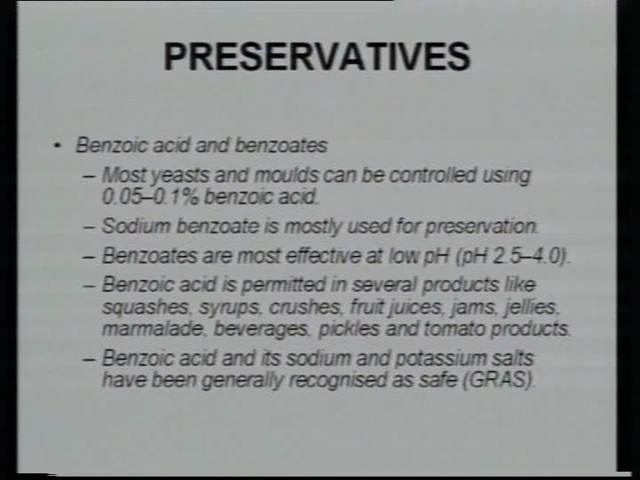 PRESERVATIVES
• Benzoic acid and benzoates
– Most yeasts and moulds can be controlled using
0.05–0.1% benzoic acid.
– Sodium benzoate is mostly used for preservation.
– Benzoates are most effective at low pH (pH 2.5–4.0).
– Benzoic acid is permitted in several products like
squashes, syrups, crushes, fruit juices, jams, jellies,
marmalade, beverages, pickles and tomato products.
– Benzoic acid and its sodium and potassium salts
have been generally recognised as safe (GRAS).